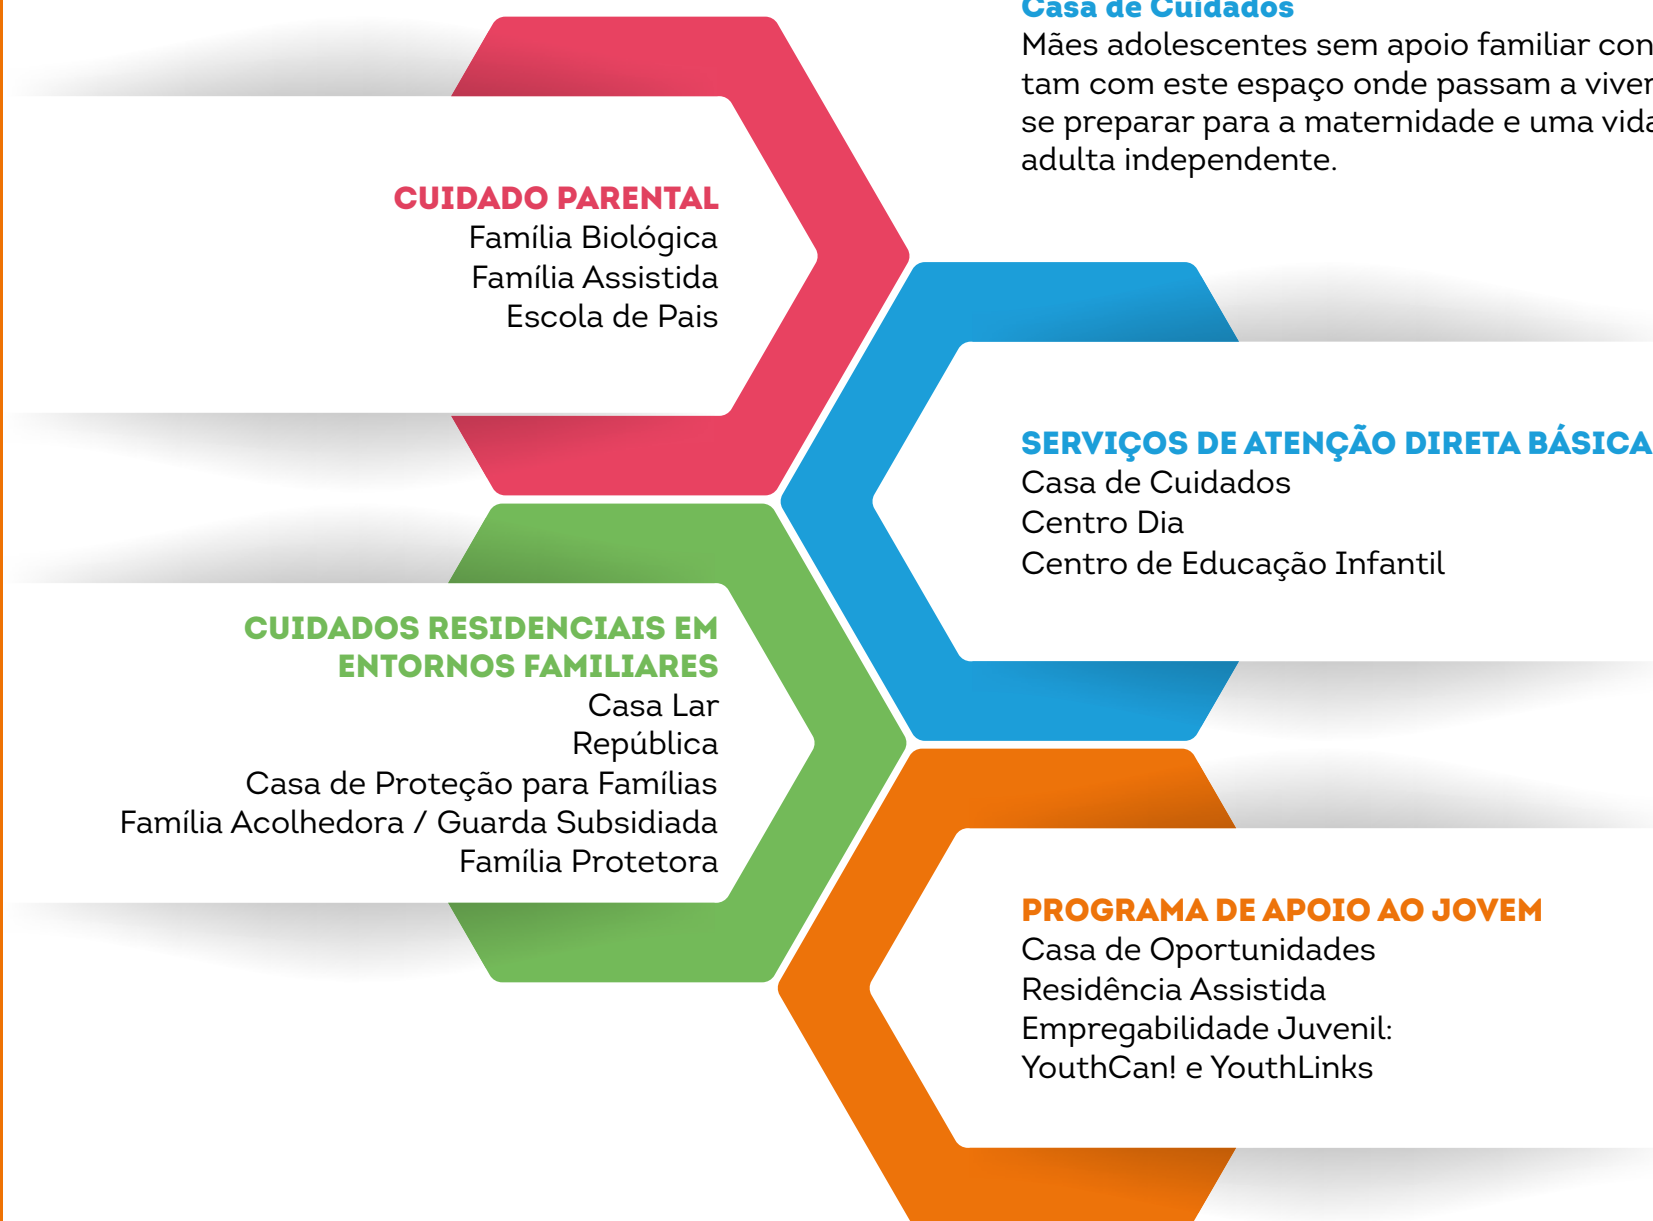 Casa de Cuidados
Mães adolescentes sem apoio familiar con
tam com este espaço onde passam a viver
se preparar para a maternidade e uma vida
adulta independente.
CUIDADO PARENTAL
Família Biológica
Família Assistida
Escola de Pais
SERVIÇOS DE ATENÇÃO DIRETA BÁSICA
Casa de Cuidados
Centro Dia
Centro de Educação Infantil
CUIDADOS RESIDENCIAIS EM
ENTORNOS FAMILIARES
Casa Lar
República
Casa de Proteção para Famílias
Família Acolhedora / Guarda Subsidiada
Família Protetora
PROGRAMA DE APOIO AO JOVEM
Casa de Oportunidades
Residência Assistida
Empregabilidade Juvenil:
YouthCan! e YouthLinks